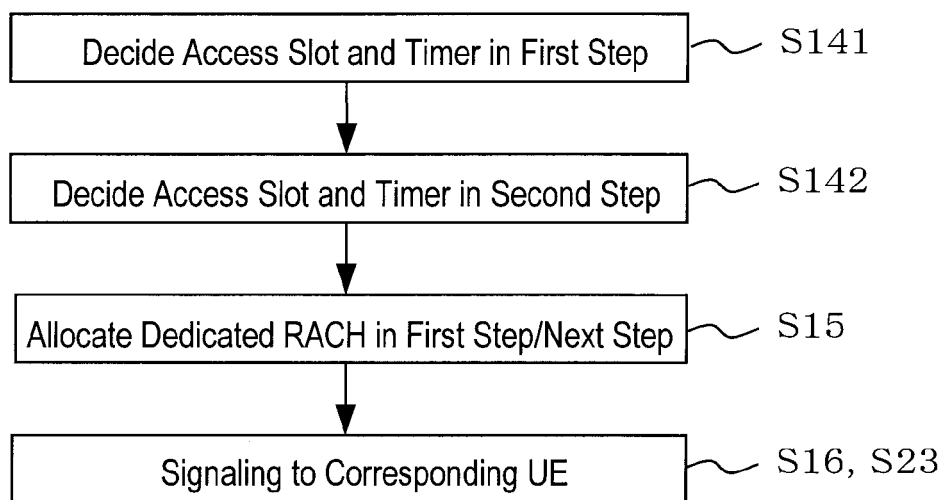 Decide Access Slot and Timer in First Step
S141
Decide Access Slot and Timer in Second Step
S142
Allocate Dedicated RACH in First Step/Next Step
S15
Signaling to Corresponding UE
S16, S23